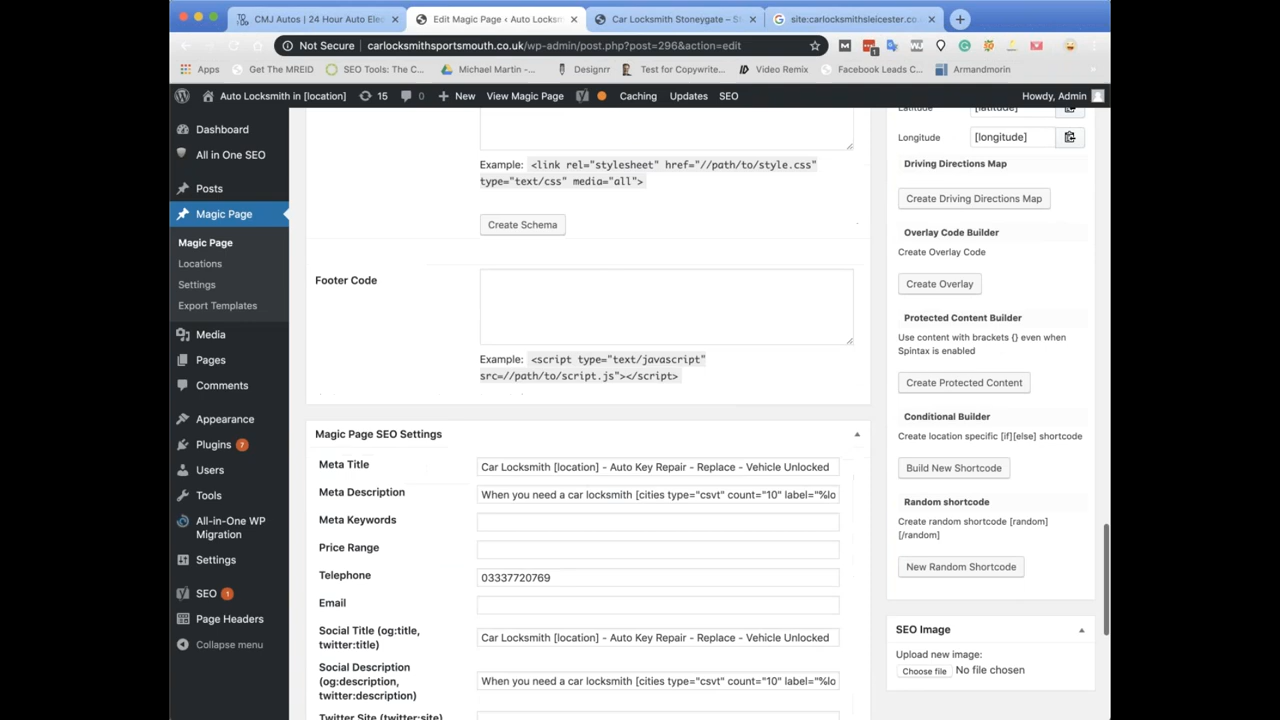 CMJ Autos | 24 Hour Auto Elec
Edit Magic Page ‹ Auto Locksm
Car Locksmith Stoneygate – S
site:carlocksmithsleicester.co
Not Secure carlocksmithsportsmouth.co.uk/wp-admin/post.php?post=296&action=edit
Apps
Get The MREID
SEO Tools: The C...
Michael Martin -...
Designrr
Test for Copywrite...
Video Remix
Facebook Leads C...
Armandmorin
Auto Locksmith in [location]
15
0
New
View Magic Page
Caching
Updates
SEO
Howdy, Admin
Dashboard
All in One SEO
Posts
Magic Page
Magic Page
Locations
Settings
Export Templates
Media
Pages
Comments
Appearance
Plugins 7
Users
Tools
All-in-One WP
Migration
Settings
SEO 1
Page Headers
Collapse menu
Example: <link rel="stylesheet" href="//path/to/style.css"
type="text/css" media="all">
Create Schema
Footer Code
Example: <script type="text/javascript"
src=//path/to/script.js"></script>
Magic Page SEO Settings
Meta Title
Car Locksmith [location] - Auto Key Repair - Replace - Vehicle Unlocked
Meta Description
When you need a car locksmith [cities type="csvt" count="10" label="%lo
Meta Keywords
Price Range
Telephone
03337720769
Email
Social Title (og:title,
twitter:title)
Car Locksmith [location] - Auto Key Repair - Replace - Vehicle Unlocked
Social Description
(og:description,
twitter:description)
When you need a car locksmith [cities type="csvt" count="10" label="%lo
Twitter Site (twitter:site)
Latitude [latitude]
Longitude [longitude]
Driving Directions Map
Create Driving Directions Map
Overlay Code Builder
Create Overlay Code
Create Overlay
Protected Content Builder
Use content with brackets {} even when
Spintax is enabled
Create Protected Content
Conditional Builder
Create location specific [if][else] shortcode
Build New Shortcode
Random shortcode
Create random shortcode [random]
[/random]
New Random Shortcode
SEO Image
Upload new image:
Choose file No file chosen